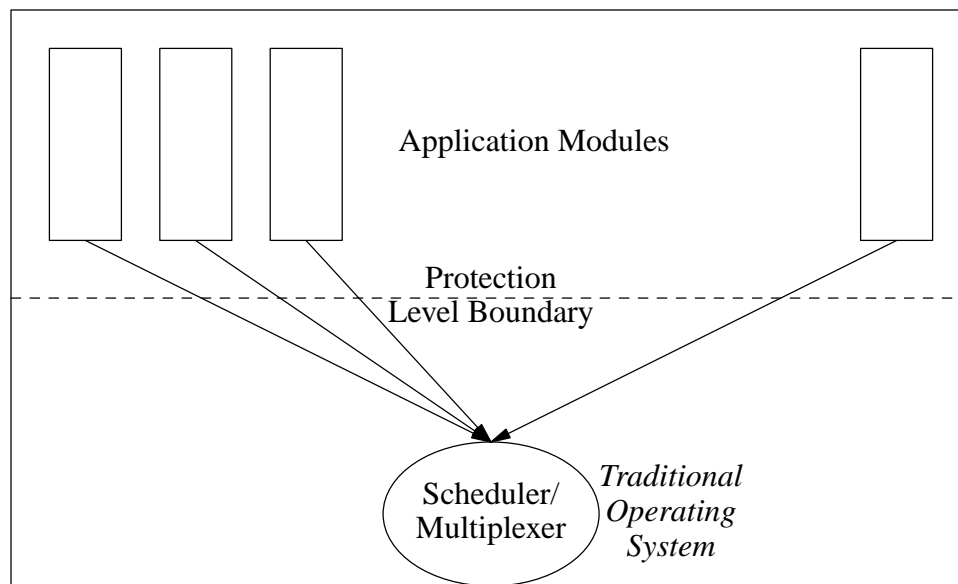 Application Modules
Protection
Level Boundary
Scheduler/
Multiplexer
Traditional
Operating
System